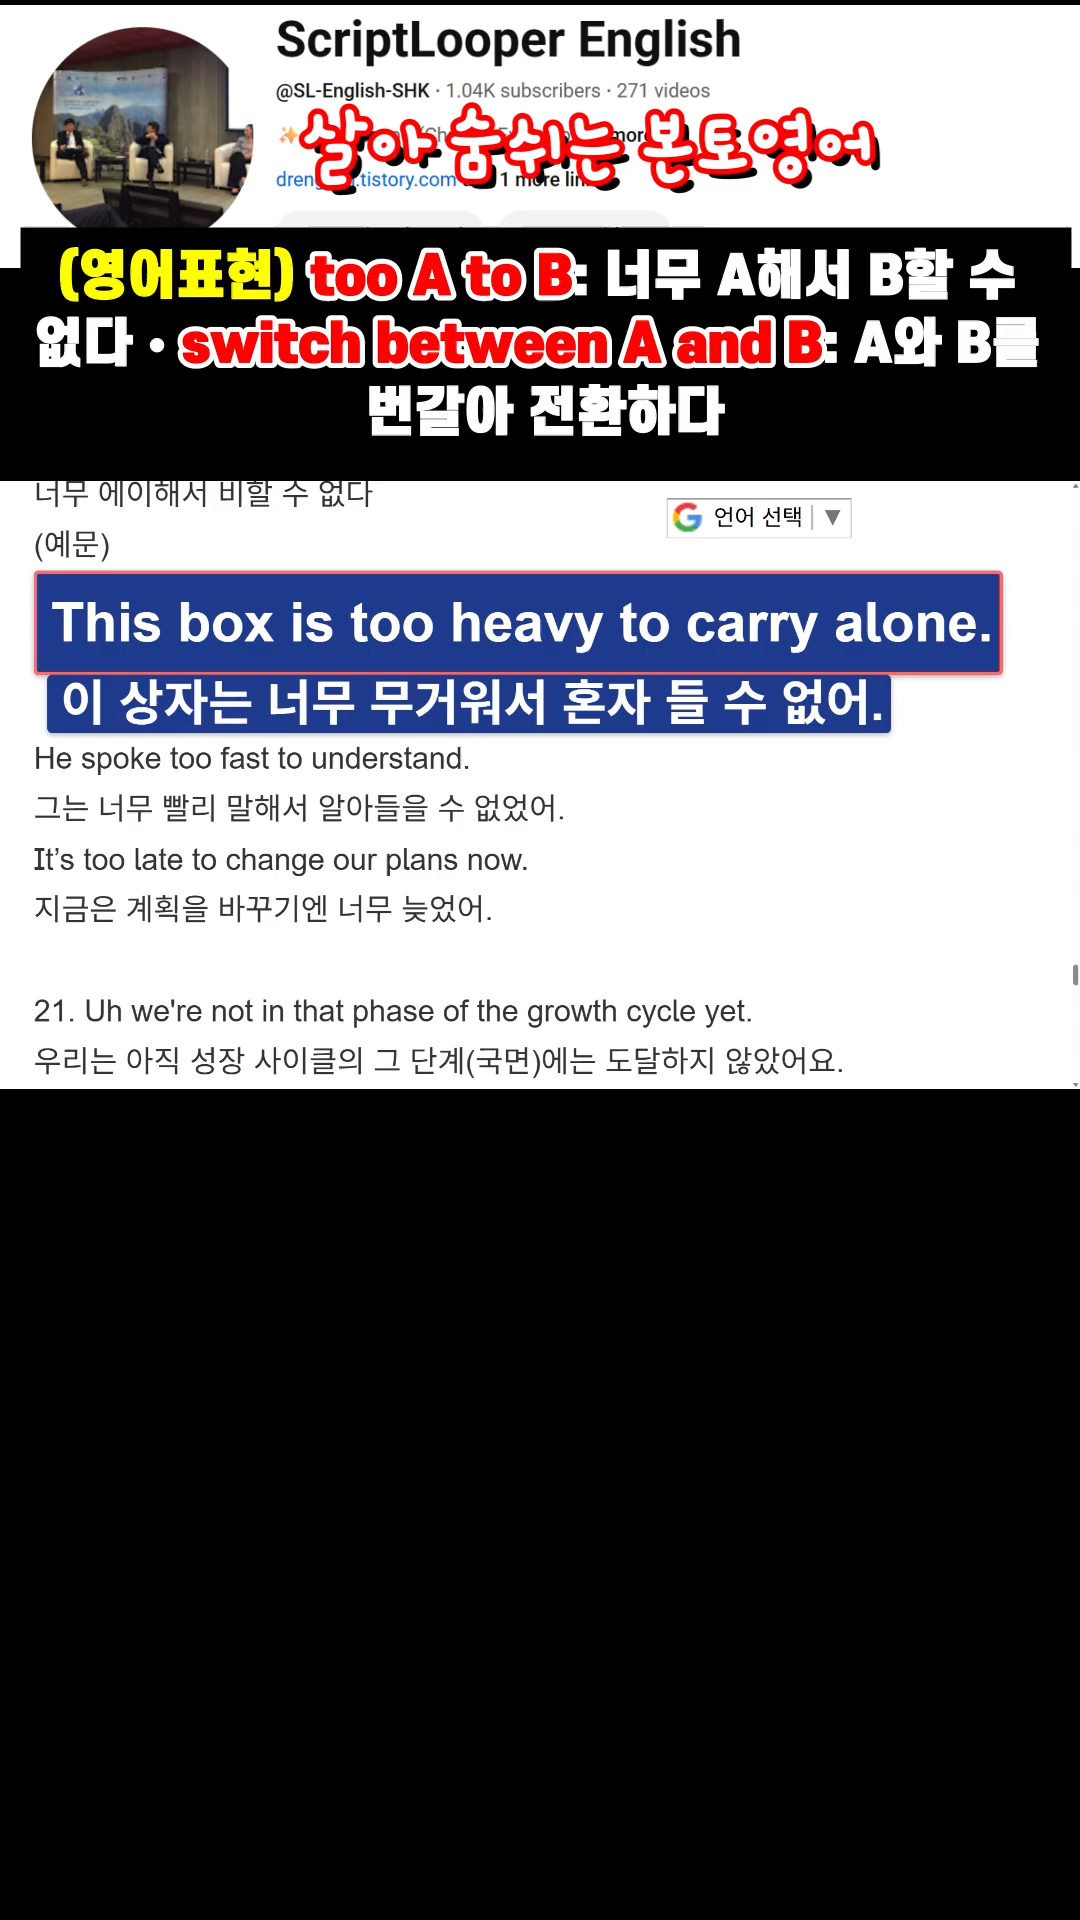 ScriptLooper English
@SL-English-SHK · 1.04K subscribers · 271 videos
살아 숨쉬는 본토영어
more
.tistory.com 1 more
(영어표현) too A to B: 너무 A해서 B할 수
없다 · switch between A and B: A와 B를
번갈아 전환하다
너무 에이해서 비할 수 없다
언어 선택 ▼
(예문)
This box is too heavy to carry alone.
이 상자는 너무 무거워서 혼자 들 수 없어.
He spoke too fast to understand.
그는 너무 빨리 말해서 알아들을 수 없었어.
It’s too late to change our plans now.
지금은 계획을 바꾸기엔 너무 늦었어.
21. Uh we're not in that phase of the growth cycle yet.
우리는 아직 성장 사이클의 그 단계(국면)에는 도달하지 않았어요.